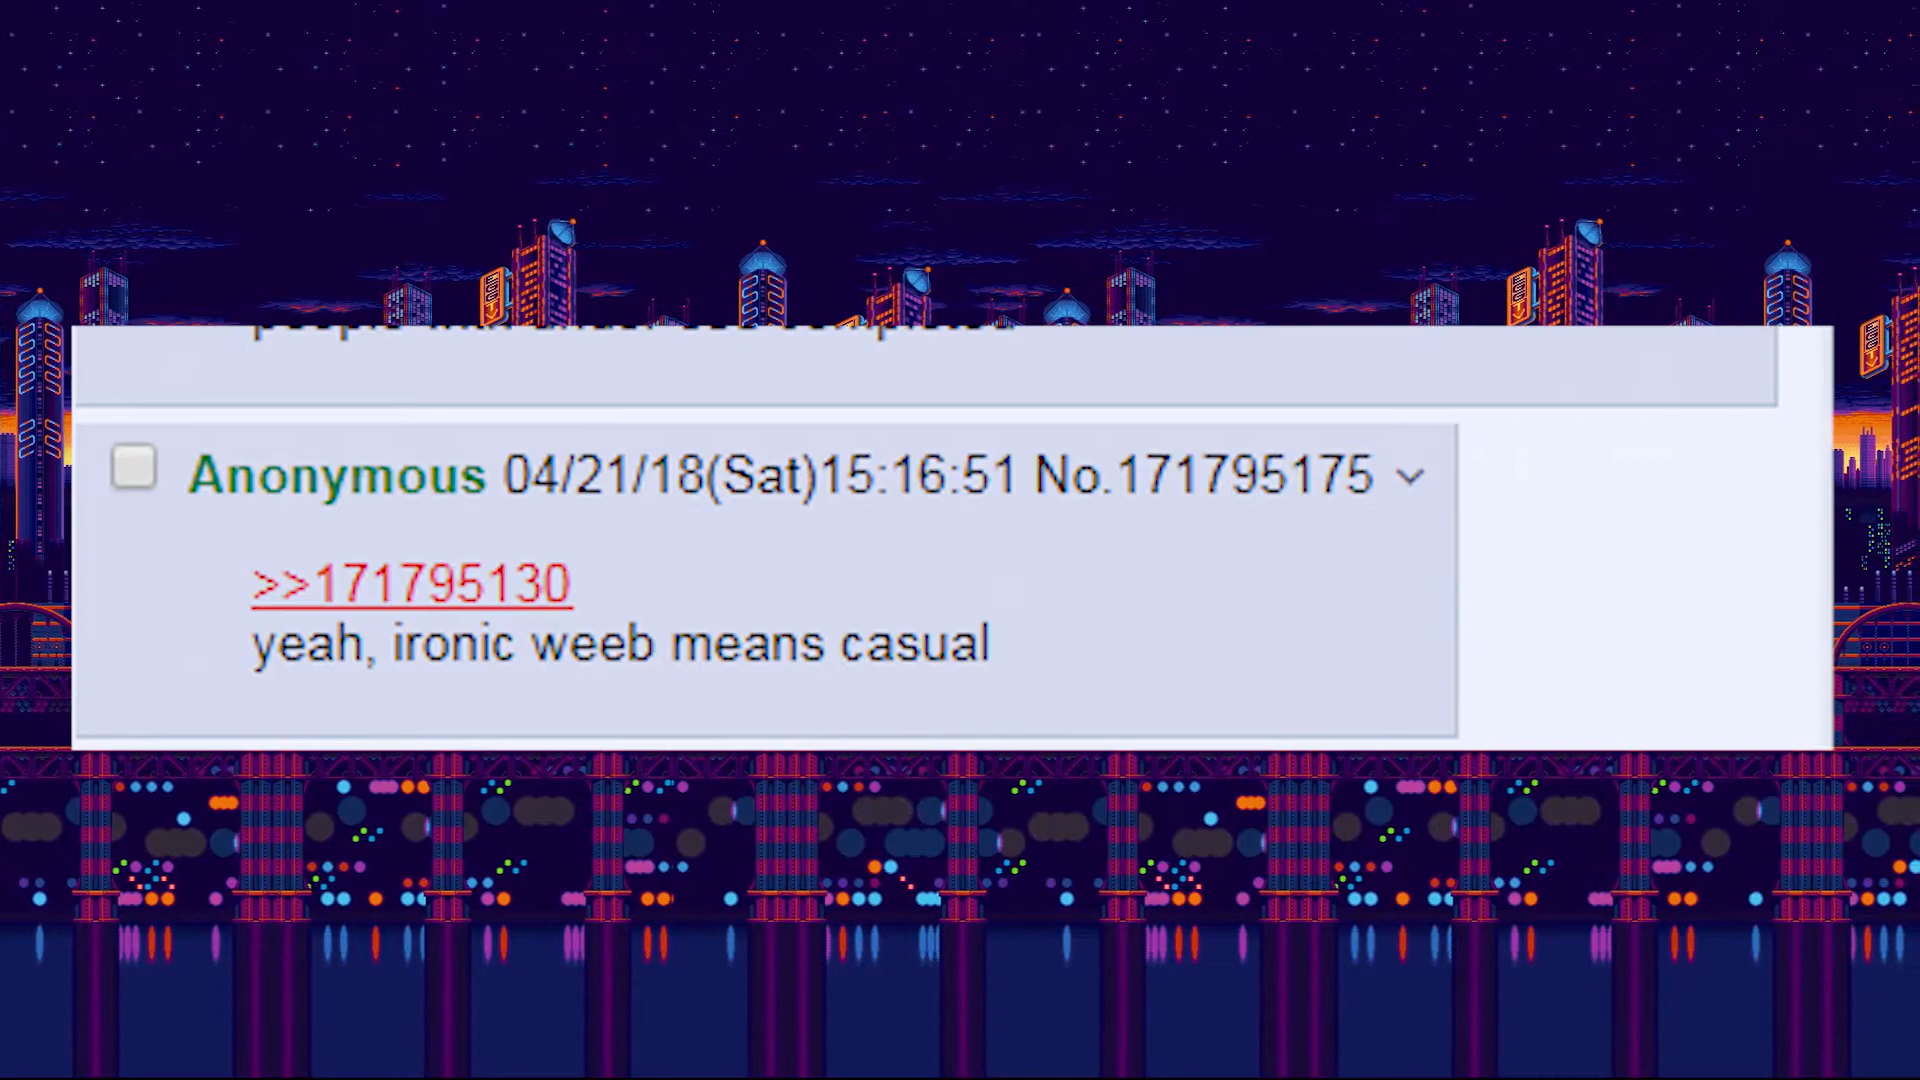 Anonymous 04/21/18(Sat)15:16:51 No.171795175
>>171795130
yeah, ironic weeb means casual